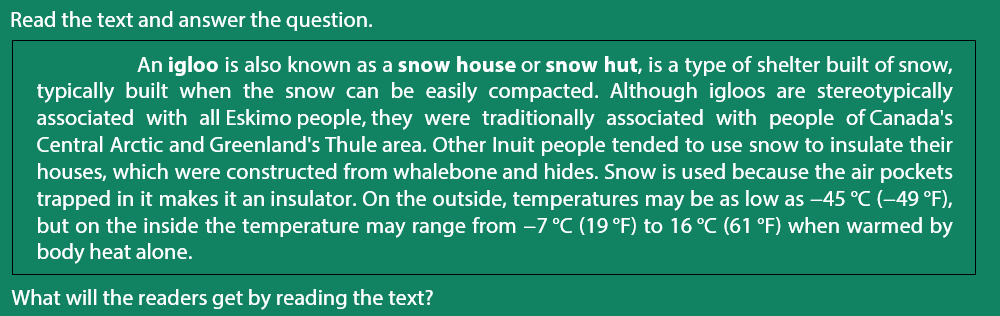 Read the text and answer the question.
An igloo is also known as a snow house or snow hut, is a type of shelter built of snow,
typically built when the snow can be easily compacted. Although igloos are stereotypically
associated with all Eskimo people, they were traditionally associated with people of Canada's
Central Arctic and Greenland's Thule area. Other Inuit people tended to use snow to insulate their
houses, which were constructed from whalebone and hides. Snow is used because the air pockets
trapped in it makes it an insulator. On the outside, temperatures may be as low as −45 °C (−49 °F),
but on the inside the temperature may range from −7 °C (19 °F) to 16 °C (61 °F) when warmed by
body heat alone.
What will the readers get by reading the text?